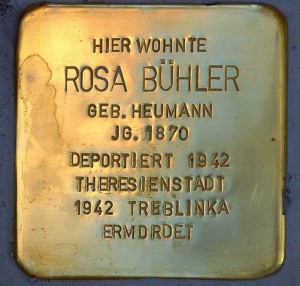 HIER WOHNTE
ROSA BÜHLER
GEB. HEUMANN
JG. 1870
DEPORTIERT 1942
THERESIENSTADT
1942 TREBLINKA
ERMORDET